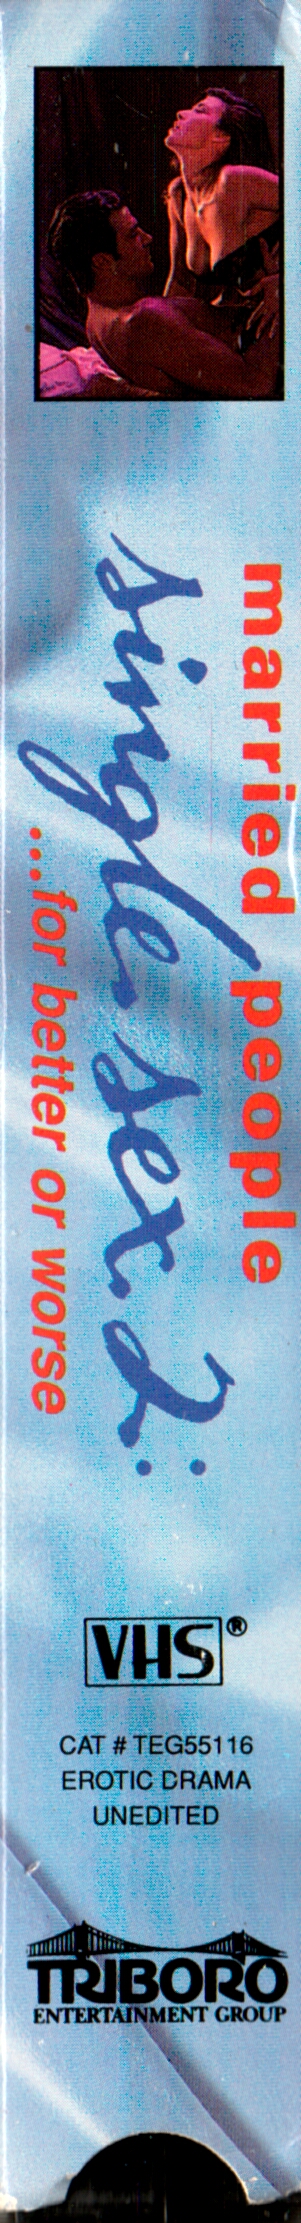 married people
single sex 2:
...for better or worse
VHS®
CAT # TEG55116
EROTIC DRAMA
UNEDITED
TRIBORO
ENTERTAINMENT GROUP